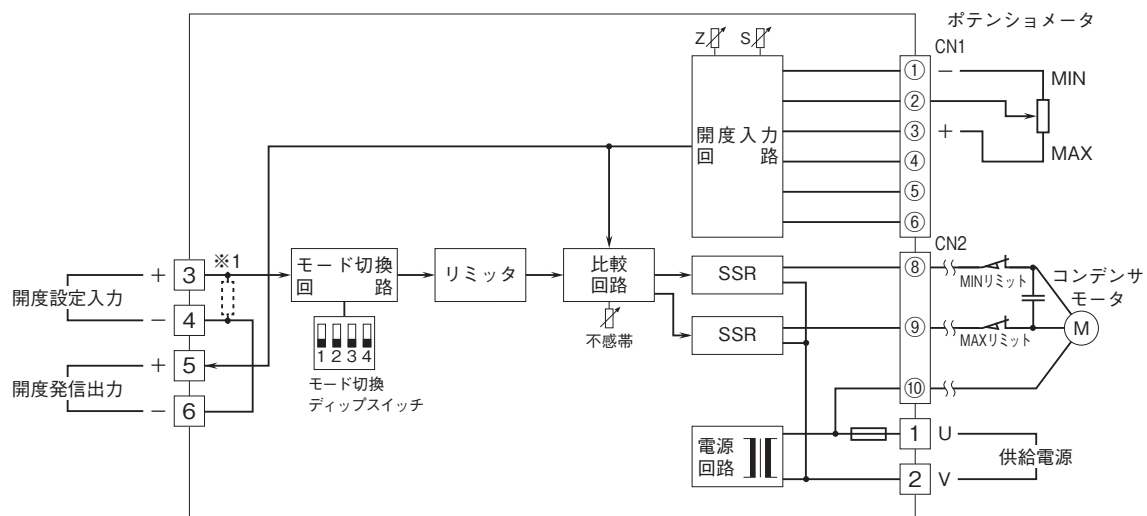 ポテンショメータ
Z
S
CN1
①
−
MIN
②
開度入力
回　　路
③
+
MAX
④
⑤
⑥
CN2
※1
+
3
開度設定入力
−
4
モード切換
回　　　路
リミッタ
比較
回路
SSR
⑧
MINリミット
コンデンサ
モータ
M
1 2 3 4
モード切換
ディップスイッチ
不感帯
SSR
⑨
MAXリミット
+
5
開度発信出力
−
6
⑩
電源
回路
1
U
供給電源
2
V